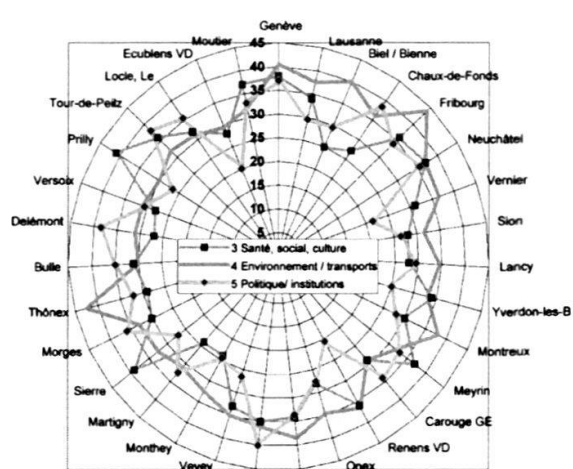 Genève
Moutier
45
Lausanne
Ecublens VD
40
Biel / Bienne
Locle, Le
35
Chaux-de-Fonds
Tour-de-Peilz
30
Fribourg
Prilly
25
Neuchâtel
20
Versoix
15
Vernier
10
Delémont
5
Sion
3 Santé, social, culture
Bulle
4 Environnement / transports
Lancy
5 Politique/ institutions
Thônex
Yverdon-les-B
Morges
Montreux
Sierre
Meyrin
Martigny
Carouge GE
Monthey
Renens VD
Vevey
Onex